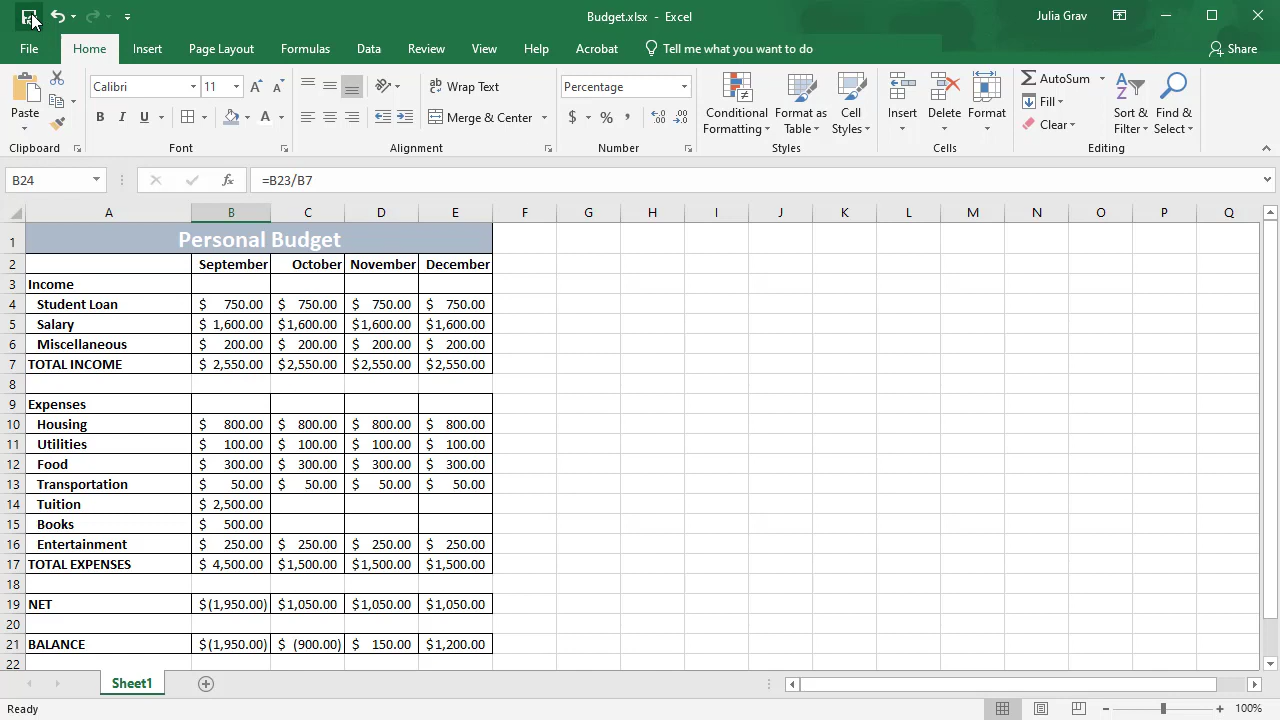 Budget.xlsx - Excel
Julia Grav
File Home Insert Page Layout Formulas Data Review View Help Acrobat Tell me what you want to do Share
Paste
Clipboard
Calibri 11
B I U
Font
Wrap Text
Merge & Center
Alignment
Percentage
$ % ,
Number
Conditional Formatting
Format as Table
Cell Styles
Styles
Insert
Delete
Format
Cells
AutoSum
Fill
Clear
Sort & Filter
Find & Select
Editing
B24 fx =B23/B7
A B C D E F G H I J K L M N O P Q
1 Personal Budget
2 September October November December
3 Income
4 Student Loan $ 750.00 $ 750.00 $ 750.00 $ 750.00
5 Salary $ 1,600.00 $1,600.00 $1,600.00 $1,600.00
6 Miscellaneous $ 200.00 $ 200.00 $ 200.00 $ 200.00
7 TOTAL INCOME $ 2,550.00 $2,550.00 $2,550.00 $2,550.00
8
9 Expenses
10 Housing $ 800.00 $ 800.00 $ 800.00 $ 800.00
11 Utilities $ 100.00 $ 100.00 $ 100.00 $ 100.00
12 Food $ 300.00 $ 300.00 $ 300.00 $ 300.00
13 Transportation $ 50.00 $ 50.00 $ 50.00 $ 50.00
14 Tuition $ 2,500.00
15 Books $ 500.00
16 Entertainment $ 250.00 $ 250.00 $ 250.00 $ 250.00
17 TOTAL EXPENSES $ 4,500.00 $1,500.00 $1,500.00 $1,500.00
18
19 NET $(1,950.00) $1,050.00 $1,050.00 $1,050.00
20
21 BALANCE $(1,950.00) $ (900.00) $ 150.00 $1,200.00
22
Sheet1
Ready 100%